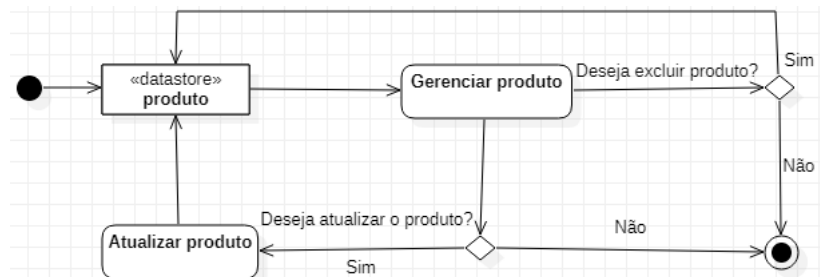 Sim
«datastore»
produto
Gerenciar produto
Deseja excluir produto?
Não
Deseja atualizar o produto?
Não
Atualizar produto
Sim